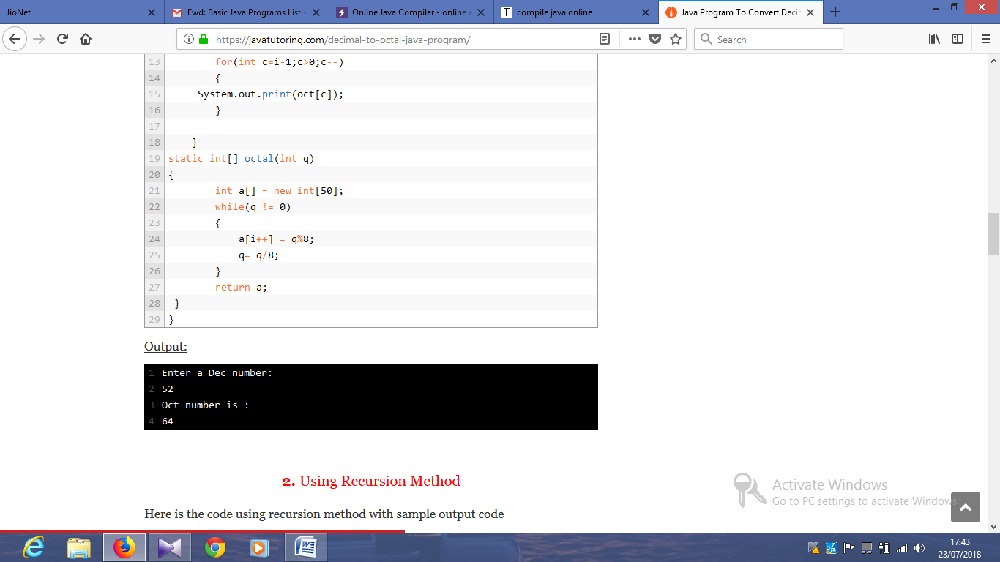 JioNet
Fwd: Basic Java Programs List -
Online Java Compiler - online e
T compile java online
Java Program To Convert Decin
https://javatutoring.com/decimal-to-octal-java-program/
Search
13 for(int c=i-1;c>0;c--)
14 {
15 System.out.print(oct[c]);
16 }
17
18 }
19 static int[] octal(int q)
20 {
21 int a[] = new int[50];
22 while(q != 0)
23 {
24 a[i++] = q%8;
25 q= q/8;
26 }
27 return a;
28 }
29 }
Output:
1 Enter a Dec number:
2 52
3 Oct number is :
4 64
2. Using Recursion Method
Here is the code using recursion method with sample output code
Activate Windows
Go to PC settings to activate Windows.
17:43
23/07/2018